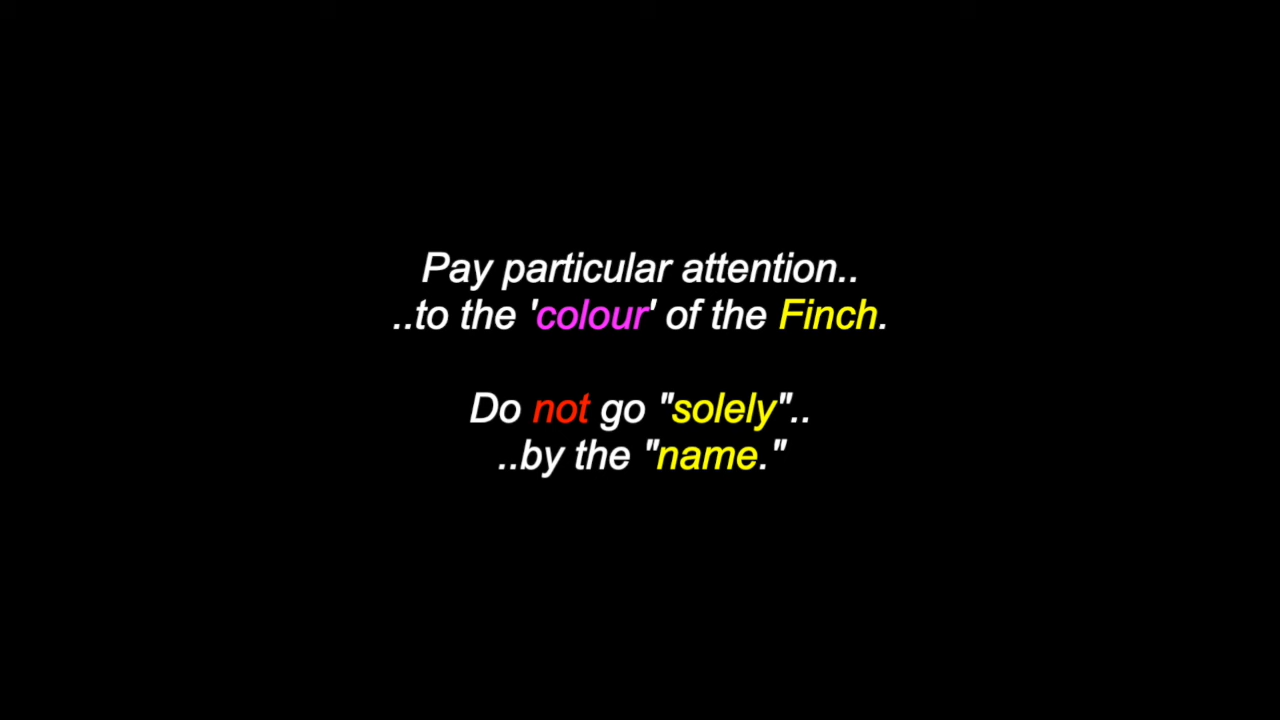 Pay particular attention..
..to the 'colour' of the Finch.
Do not go "solely"..
..by the "name."